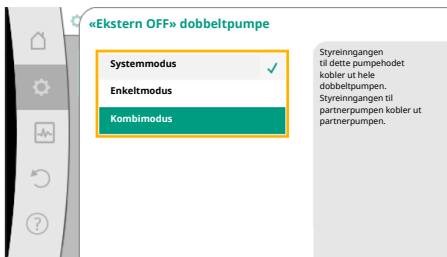 «Ekstern OFF» dobbeltpumpe
Systemmodus
Enkeltmodus
Kombimodus
Styreinngangen
til dette pumpehodet
kobler ut hele
dobbeltpumpen.
Styreinngangen til
partnerpumpen kobler ut
partnerpumpen.